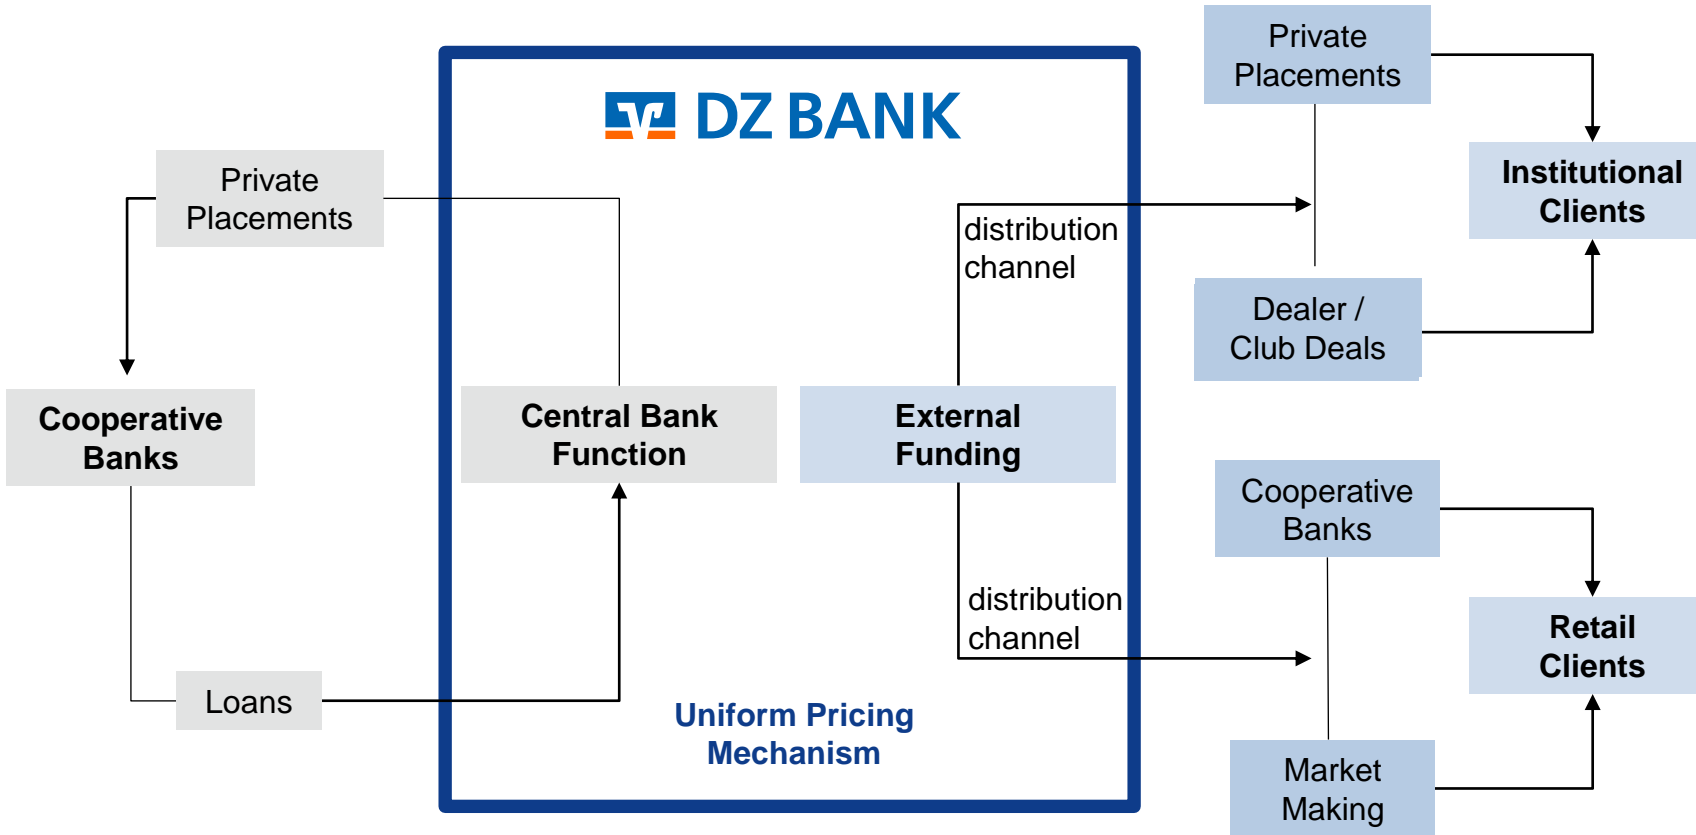 Private
Placements
DZ BANK
Private
Placements
Institutional
Clients
distribution
channel
Dealer /
Club Deals
Cooperative
Banks
Central Bank
Function
External
Funding
Cooperative
Banks
distribution
channel
Retail
Clients
Loans
Uniform Pricing
Mechanism
Market
Making